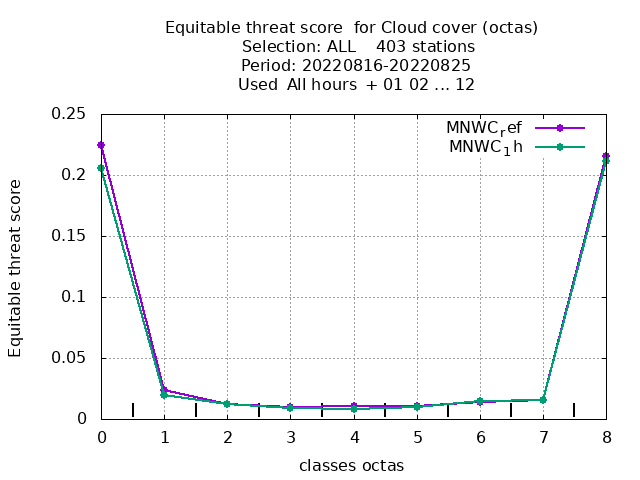 Equitable threat score  for Cloud cover (octas)
Selection: ALL    403 stations
Period: 20220816-20220825
Used  All hours  + 01 02 ... 12
MNWC_ref
MNWC_1h
0.25
0.2
0.15
0.1
0.05
0
Equitable threat score
0 1 2 3 4 5 6 7 8
classes octas